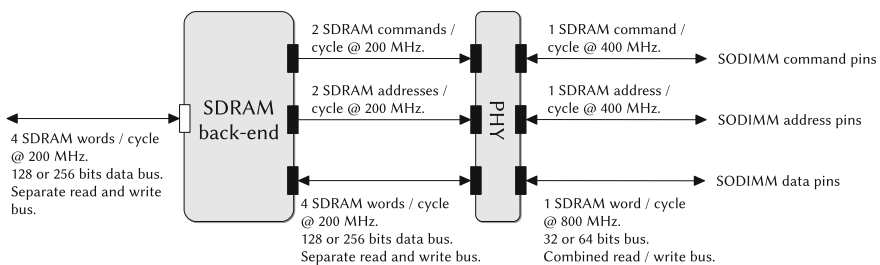 4 SDRAM words / cycle
@ 200 MHz.
128 or 256 bits data bus.
Separate read and write
bus.
SDRAM
back-end
2 SDRAM commands /
cycle @ 200 MHz.
2 SDRAM addresses /
cycle @ 200 MHz.
4 SDRAM words / cycle
@ 200 MHz.
128 or 256 bits data bus.
Separate read and write bus.
PHY
1 SDRAM command /
cycle @ 400 MHz.
1 SDRAM address /
cycle @ 400 MHz.
1 SDRAM word / cycle
@ 800 MHz.
32 or 64 bits bus.
Combined read / write bus.
SODIMM command pins
SODIMM address pins
SODIMM data pins